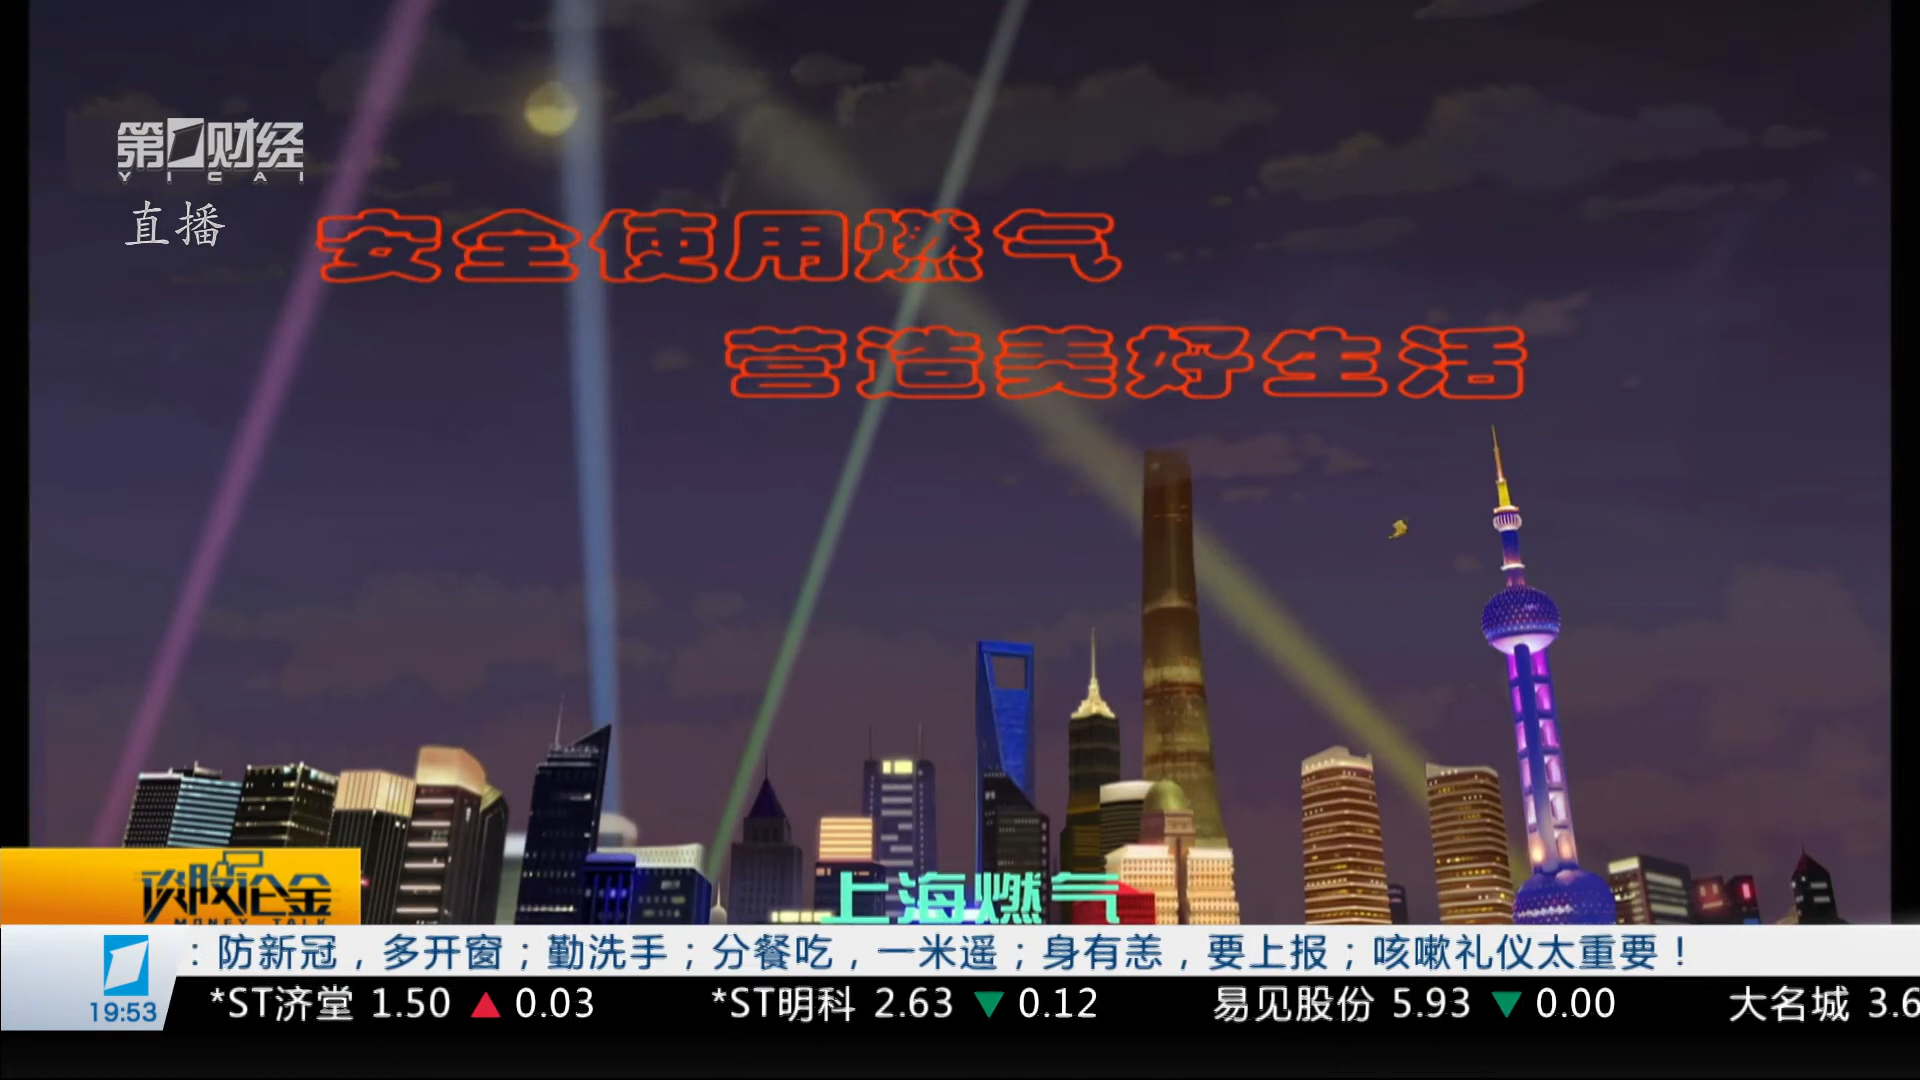 第一财经
YICAI
直播
安全使用燃气
营造美好生活
上海燃气
谈股论金
MONEY TALK
：防新冠，多开窗；勤洗手；分餐吃，一米遥；身有恙，要上报；咳嗽礼仪太重要！
19:53
*ST济堂 1.50 ▲ 0.03 *ST明科 2.63 ▼ 0.12 易见股份 5.93 ▼ 0.00 大名城 3.6